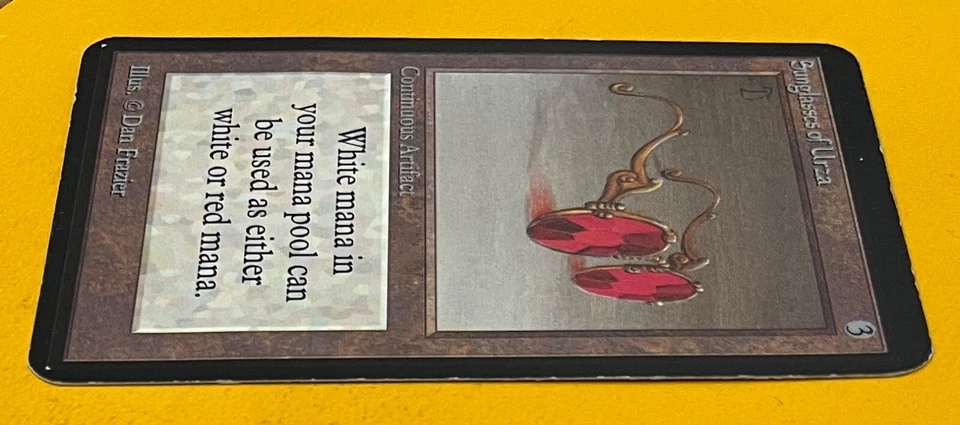 Sunglasses of Urza
3
Continuous Artifact
White mana in
your mana pool can
be used as either
white or red mana.
Illus. © Dan Frazier